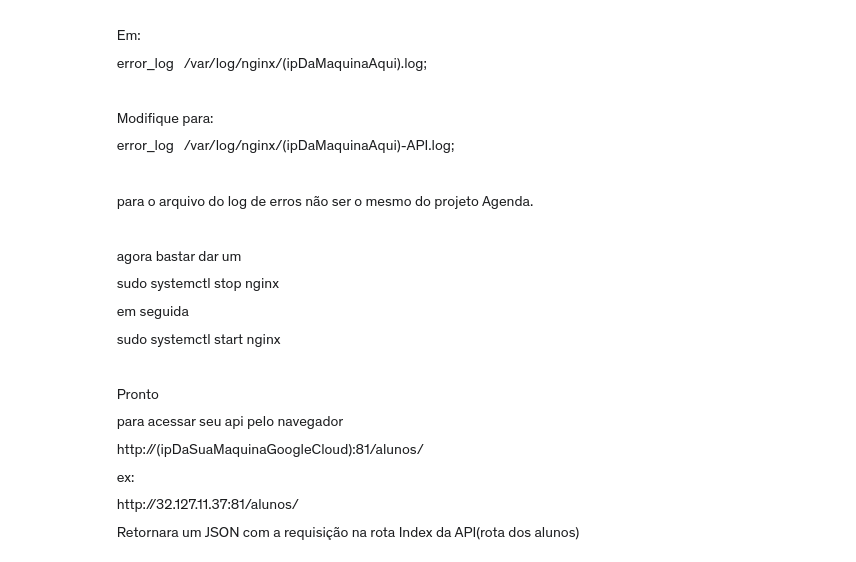 Em:
error_log /var/log/nginx/(ipDaMaquinaAqui).log;
Modifique para:
error_log /var/log/nginx/(ipDaMaquinaAqui)-API.log;
para o arquivo do log de erros não ser o mesmo do projeto Agenda.
agora bastar dar um
sudo systemctl stop nginx
em seguida
sudo systemctl start nginx
Pronto
para acessar seu api pelo navegador
http://(ipDaSuaMaquinaGoogleCloud):81/alunos/
ex:
http://32.127.11.37:81/alunos/
Retornara um JSON com a requisição na rota Index da API(rota dos alunos)